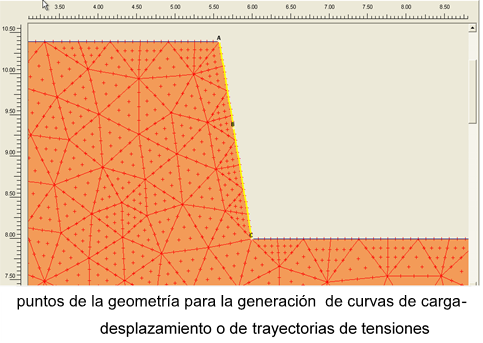 3.50 4.00 4.50 5.00 5.50 6.00 6.50 7.00 7.50 8.00 8.50
10.50
A
10.00
9.50
B
9.00
8.50
C
8.00
7.50
puntos de la geometría para la generación de curvas de carga-
desplazamiento o de trayectorias de tensiones